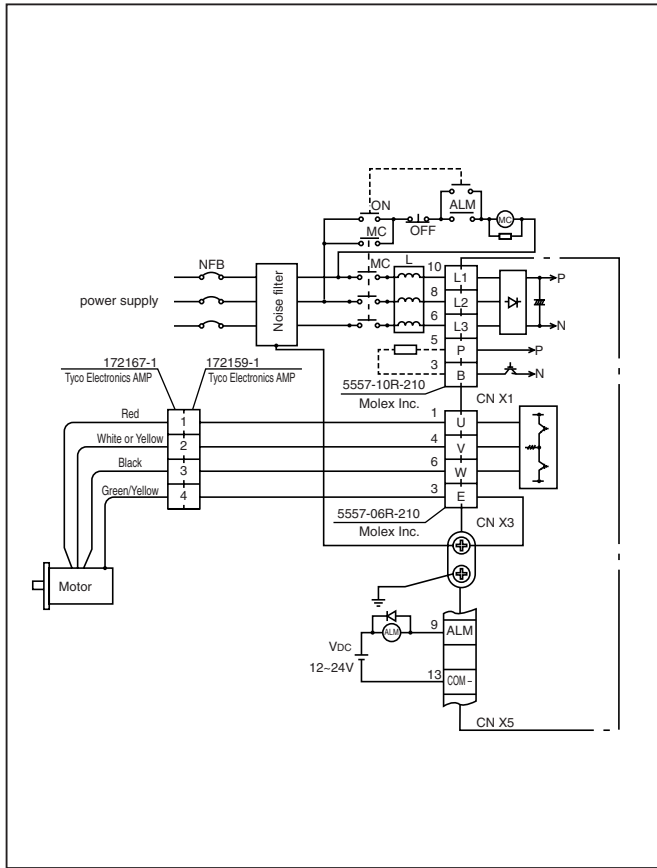 ON
ALM
MC
OFF
MC
NFB
MC
L
10
L1
P
power supply
Noise filter
8
L2
6
L3
N
5
P
P
3
B
N
172167-1
172159-1
Tyco Electronics AMP
Tyco Electronics AMP
5557-10R-210
Molex Inc.
CN X1
Red
1
1
U
White or Yellow
2
4
V
Black
3
6
W
Green/Yellow
4
3
E
5557-06R-210
Molex Inc.
CN X3
Motor
ALM
9
ALM
VDC
12~24V
13
COM –
CN X5